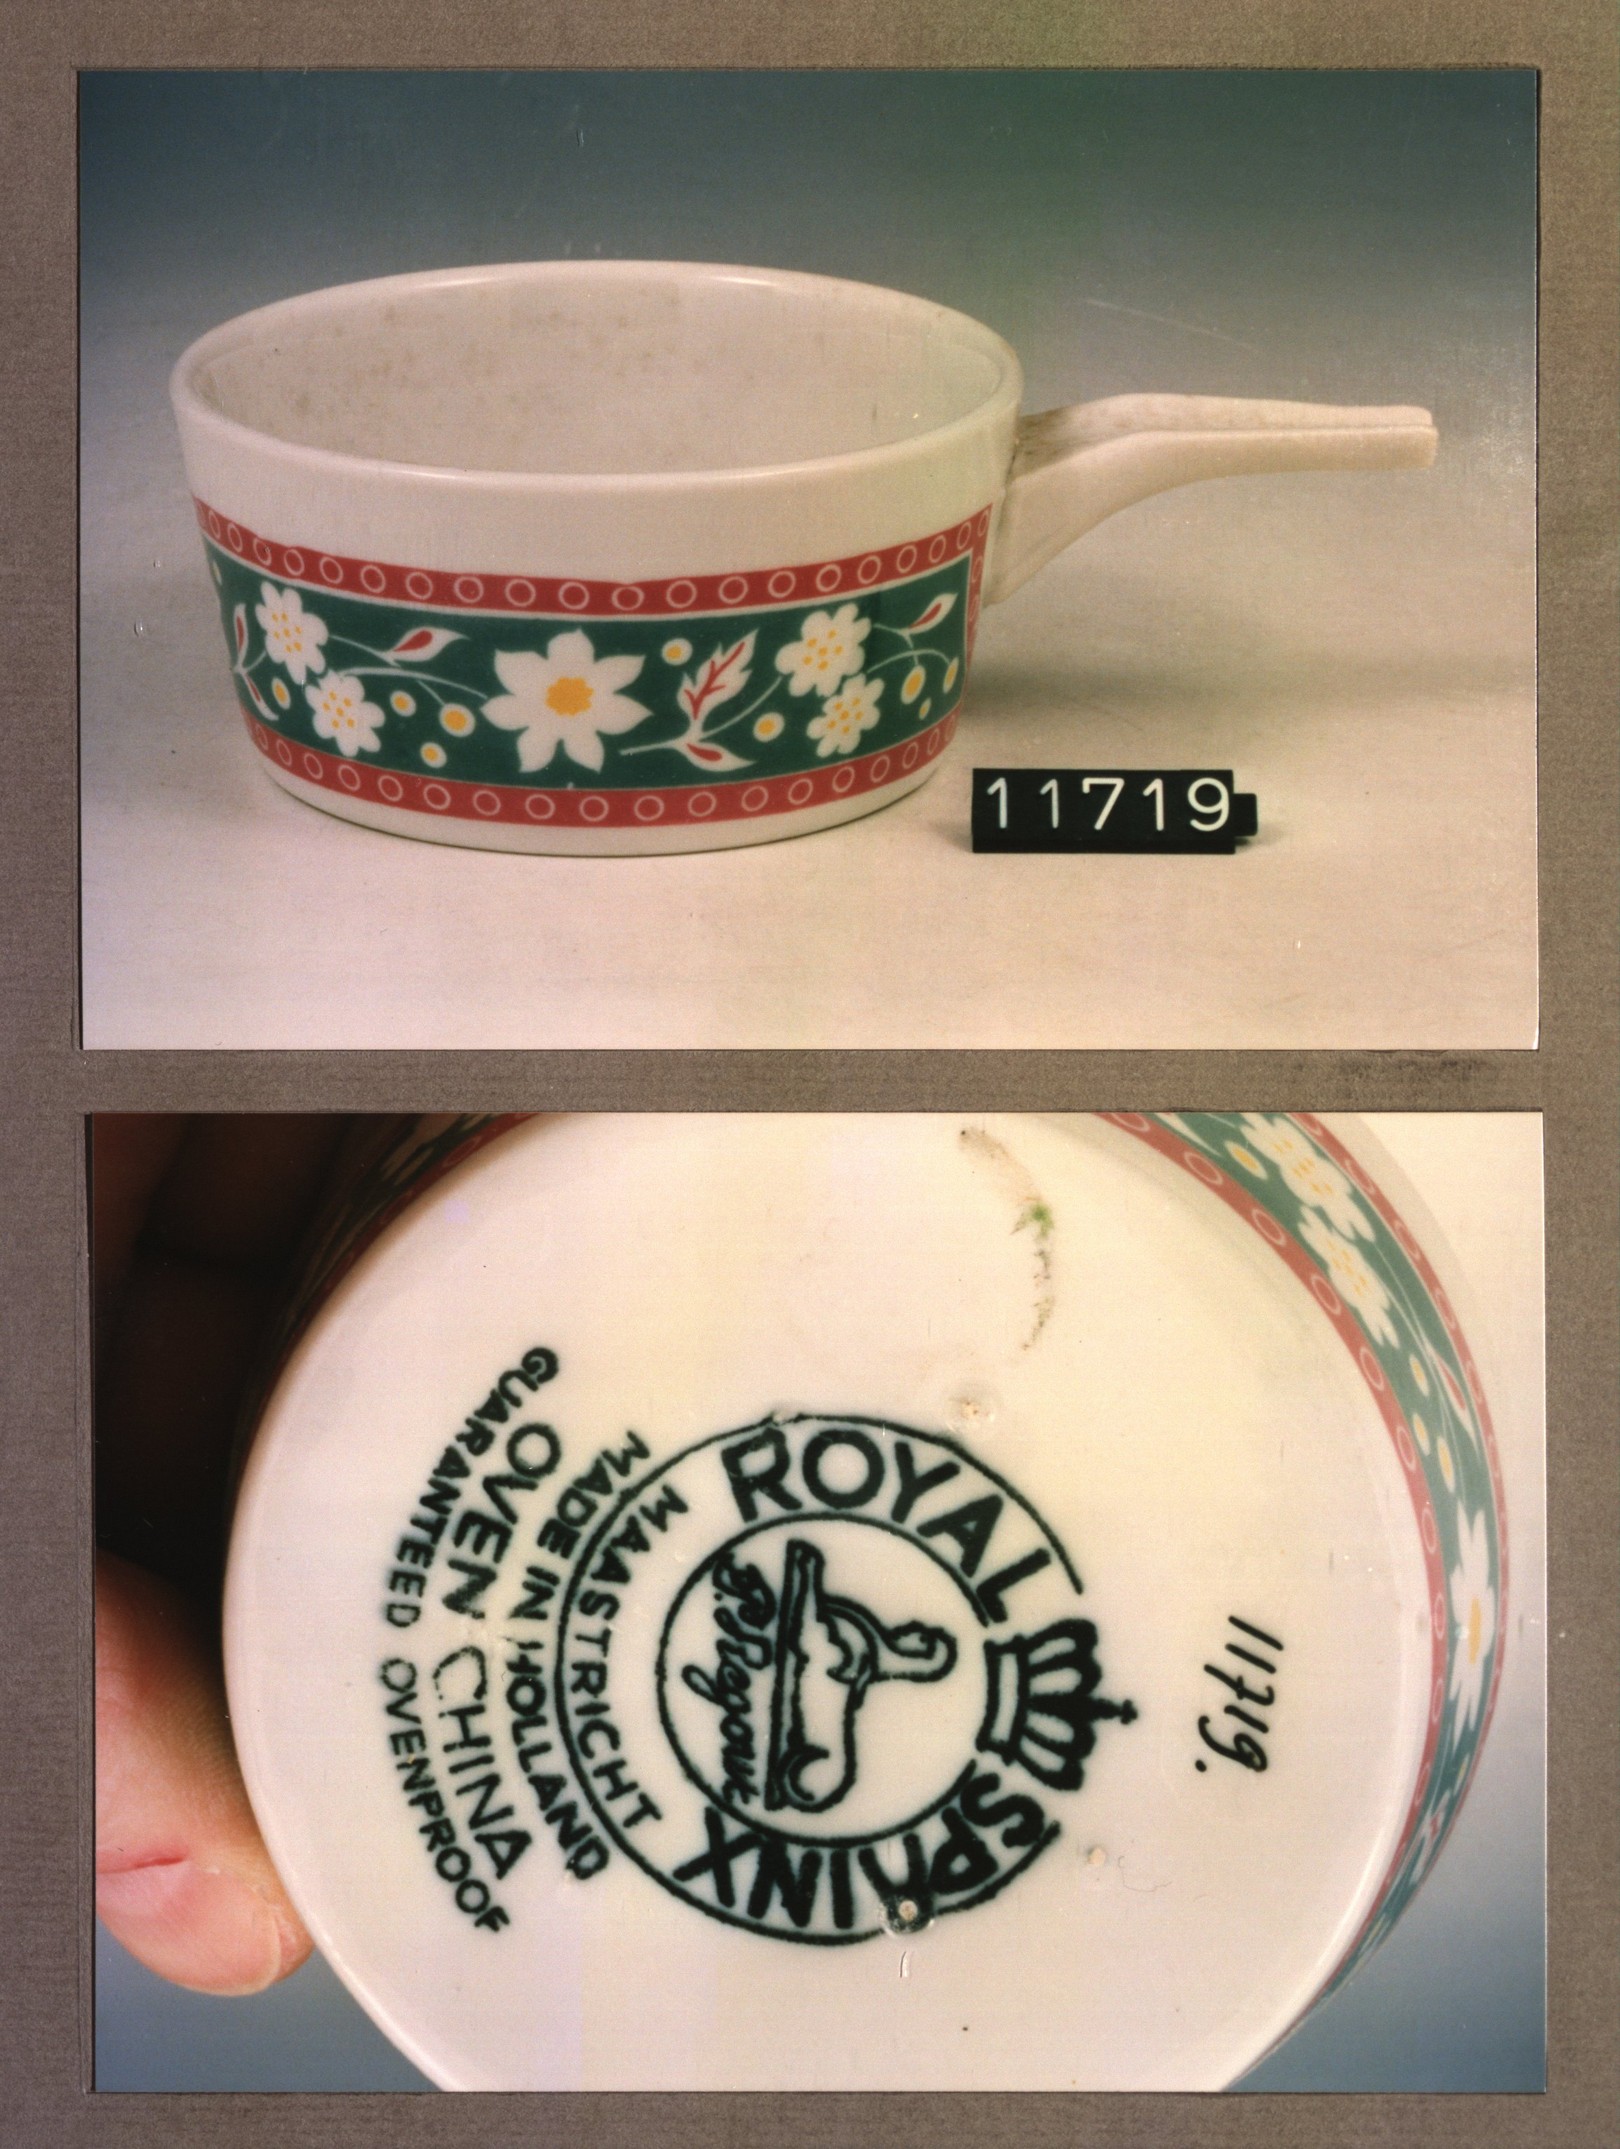 11719
ROYAL SPHINX
P. Regout
MAASTRICHT
MADE IN HOLLAND
OVEN CHINA
GUARANTEED OVENPROOF
11719.